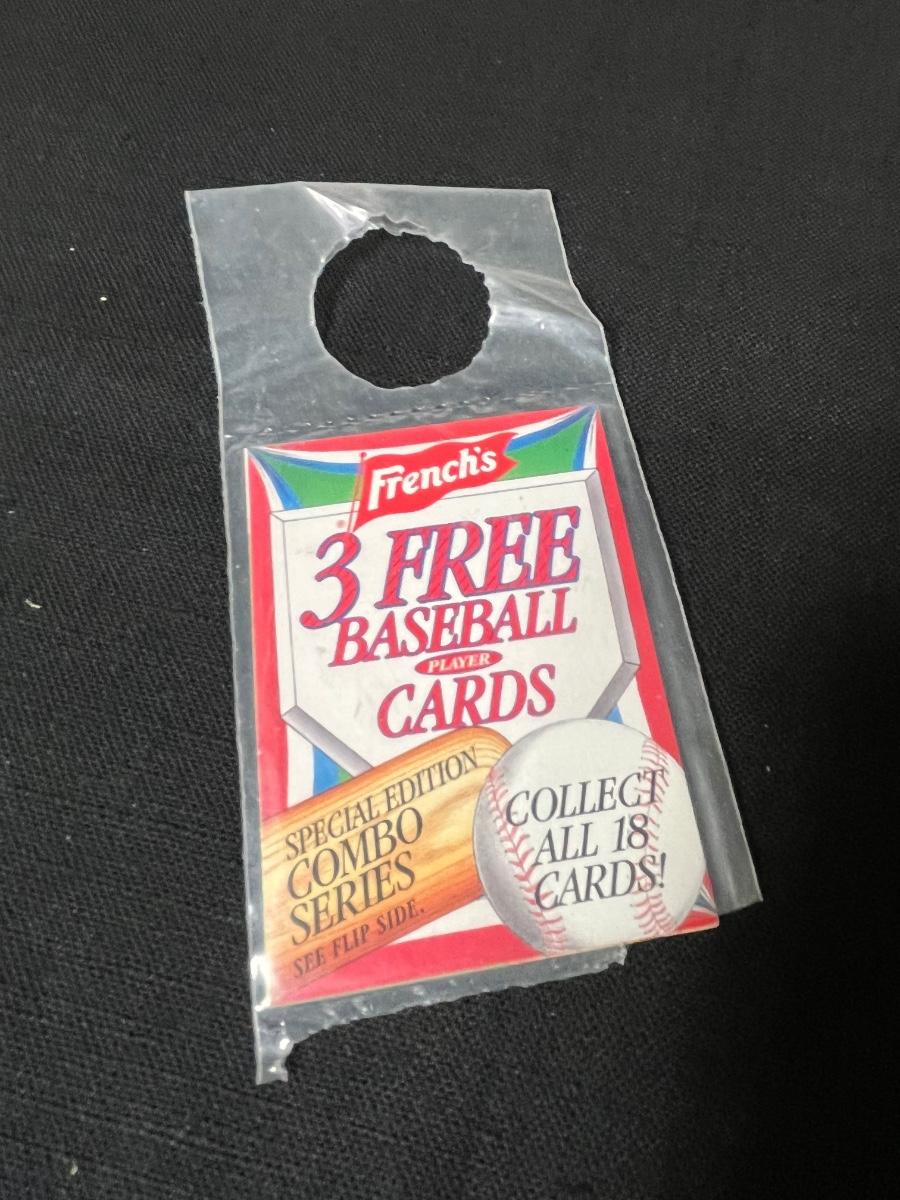 French's
3 FREE
BASEBALL
PLAYER
CARDS
SPECIAL EDITION
COMBO
SERIES
SEE FLIP SIDE.
COLLECT
ALL 18
CARDS!